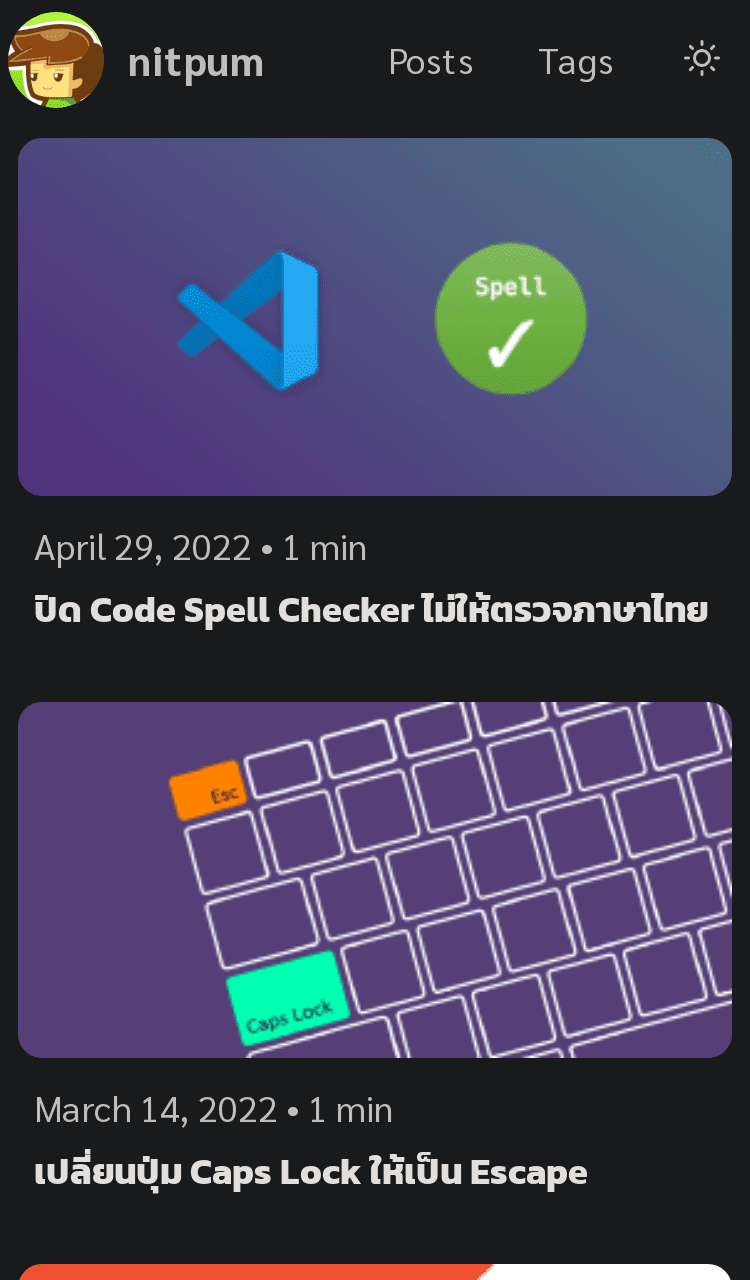 nitpum
Posts
Tags
Spell
April 29, 2022 • 1 min
ปิด Code Spell Checker ไม่ให้ตรวจภาษาไทย
Esc
Caps Lock
March 14, 2022 • 1 min
เปลี่ยนปุ่ม Caps Lock ให้เป็น Escape